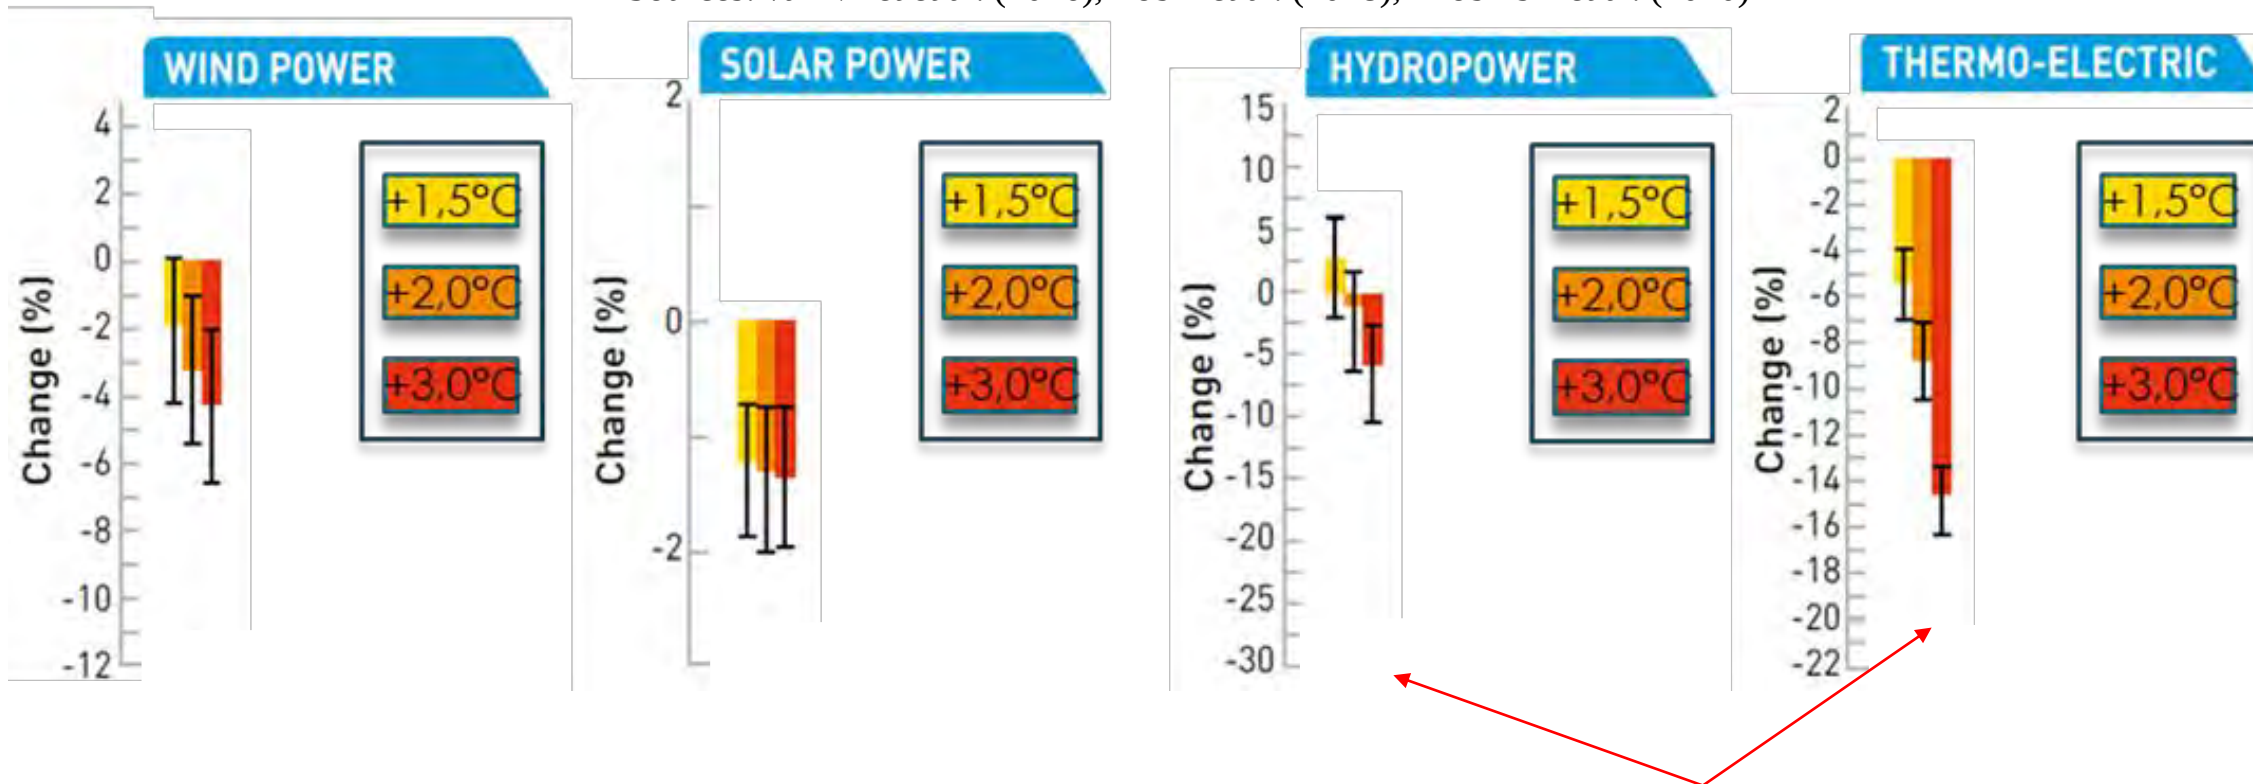 WIND POWER
4
2
0
-2
-4
-6
-8
-10
-12
Change (%)
+1,5°C
+2,0°C
+3,0°C
SOLAR POWER
2
0
-2
Change (%)
+1,5°C
+2,0°C
+3,0°C
HYDROPOWER
15
10
5
0
-5
-10
-15
-20
-25
-30
Change (%)
+1,5°C
+2,0°C
+3,0°C
THERMO-ELECTRIC
2
0
-2
-4
-6
-8
-10
-12
-14
-16
-18
-20
-22
Change (%)
+1,5°C
+2,0°C
+3,0°C